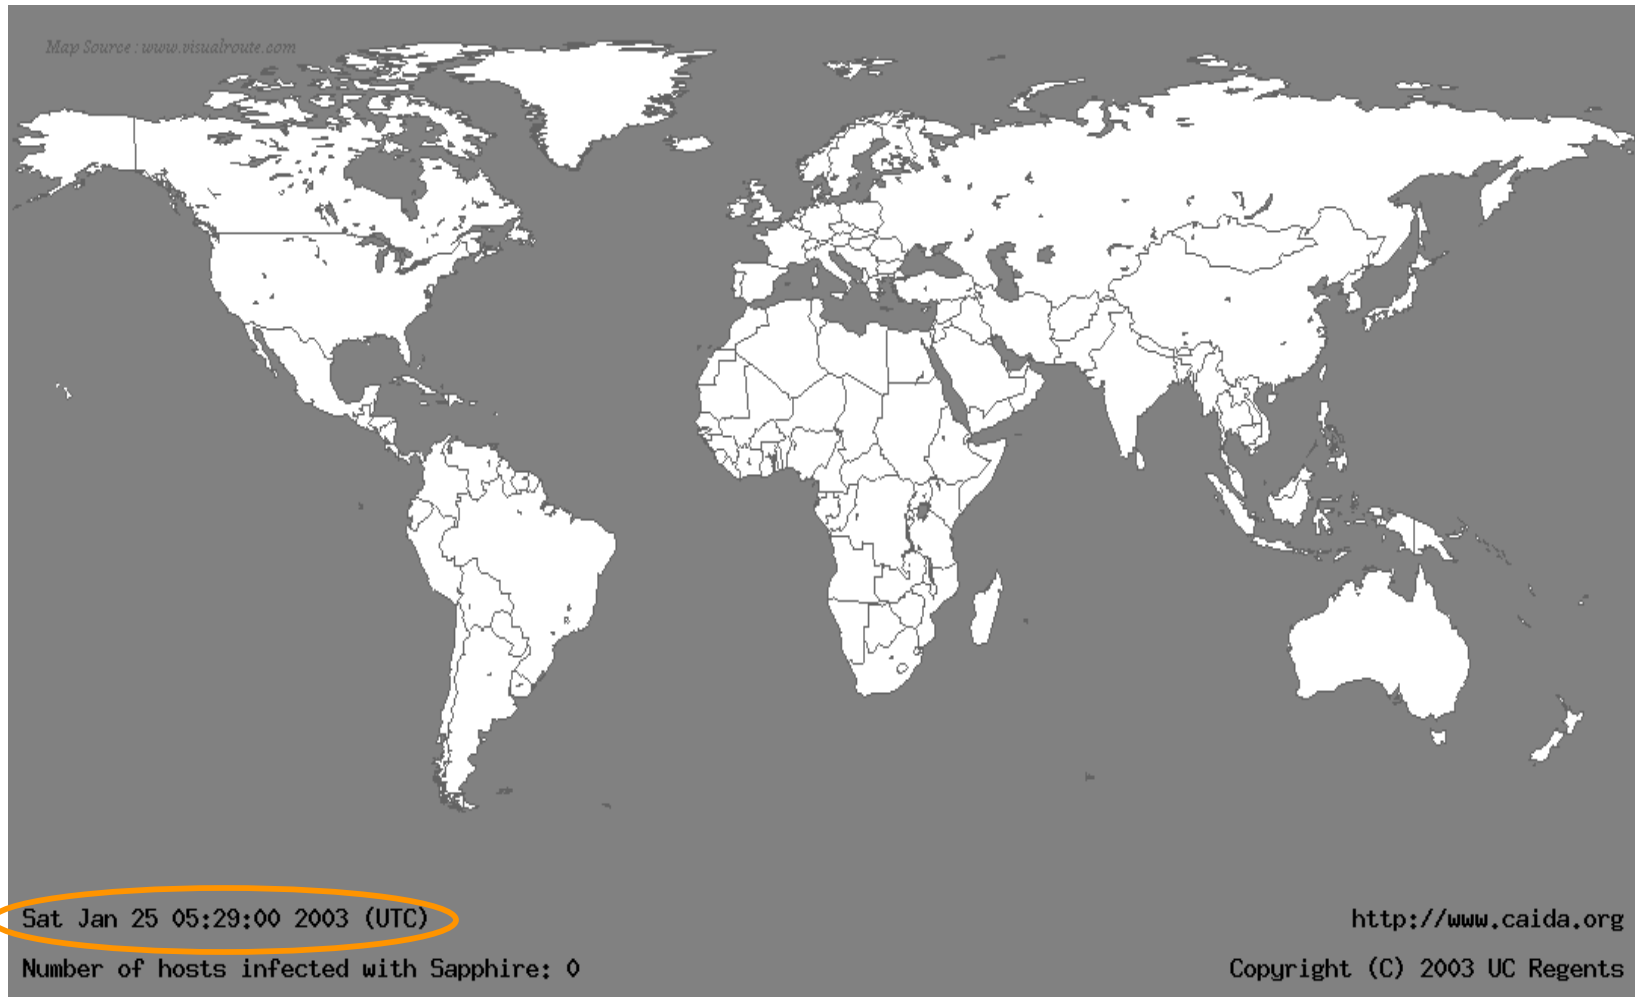 Map Source : www.visualroute.com
Sat Jan 25 05:29:00 2003 (UTC)
http://www.caida.org
Number of hosts infected with Sapphire: 0
Copyright (C) 2003 UC Regents